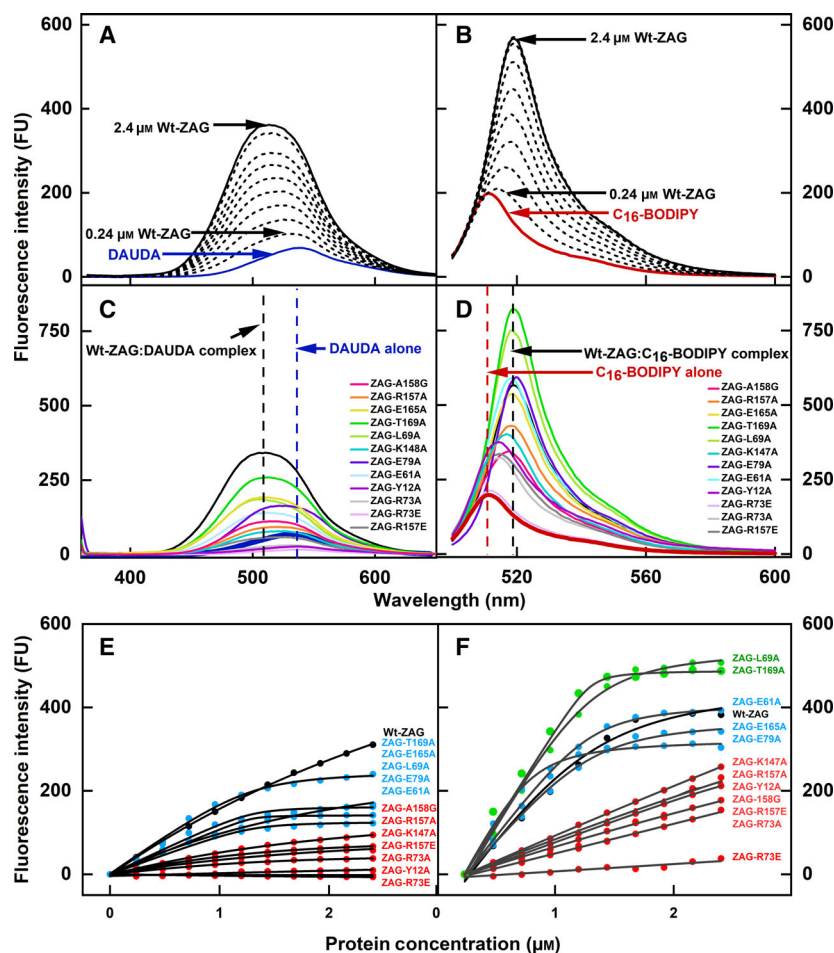 A
B
600
400
200
0
2.4 µM Wt-ZAG
0.24 µM Wt-ZAG
DAUDA
2.4 µM Wt-ZAG
0.24 µM Wt-ZAG
C16-BODIPY
600
400
200
0
Fluorescence intensity (FU)
C
D
750
500
250
0
Wt-ZAG:DAUDA complex
DAUDA alone
ZAG-A158G
ZAG-R157A
ZAG-E165A
ZAG-T169A
ZAG-L69A
ZAG-K148A
ZAG-E79A
ZAG-E61A
ZAG-Y12A
ZAG-R73A
ZAG-R73E
ZAG-R157E
400
500
600
Wt-ZAG:C16-BODIPY complex
C16-BODIPY alone
ZAG-A158G
ZAG-R157A
ZAG-E165A
ZAG-T169A
ZAG-L69A
ZAG-K147A
ZAG-E79A
ZAG-E61A
ZAG-Y12A
ZAG-R73E
ZAG-R73A
ZAG-R157E
750
500
250
0
520
560
600
Wavelength (nm)
E
F
600
400
200
0
Fluorescence intensity (FU)
Wt-ZAG
ZAG-T169A
ZAG-E165A
ZAG-L69A
ZAG-E79A
ZAG-E61A
ZAG-A158G
ZAG-R157A
ZAG-K147A
ZAG-R157E
ZAG-R73A
ZAG-Y12A
ZAG-R73E
0
1
2
ZAG-L69A
ZAG-T169A
ZAG-E61A
Wt-ZAG
ZAG-E165A
ZAG-E79A
ZAG-K147A
ZAG-R157A
ZAG-Y12A
ZAG-158G
ZAG-R157E
ZAG-R73A
ZAG-R73E
600
400
200
0
0
1
2
Protein concentration (µM)